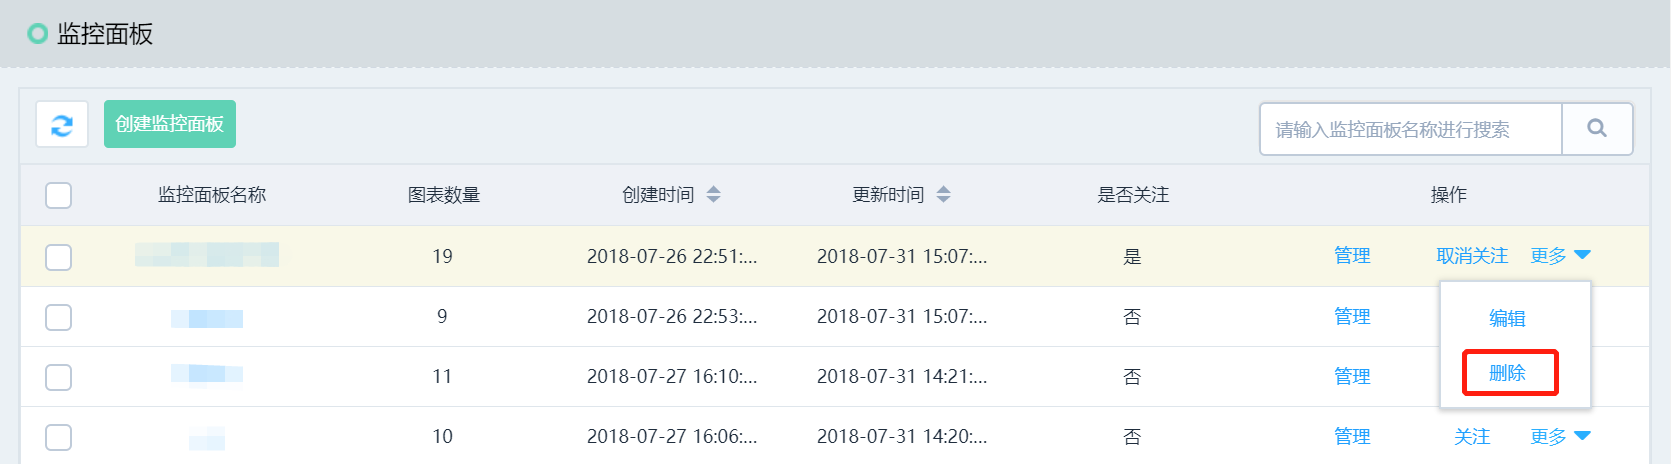 监控面板
创建监控面板 请输入监控面板名称进行搜索
监控面板名称 图表数量 创建时间 更新时间 是否关注 操作
19 2018-07-26 22:51:... 2018-07-31 15:07:... 是 管理 取消关注 更多
9 2018-07-26 22:53:... 2018-07-31 15:07:... 否 管理 编辑
11 2018-07-27 16:10:... 2018-07-31 14:21:... 否 管理 删除
10 2018-07-27 16:06:... 2018-07-31 14:20:... 否 管理 关注 更多